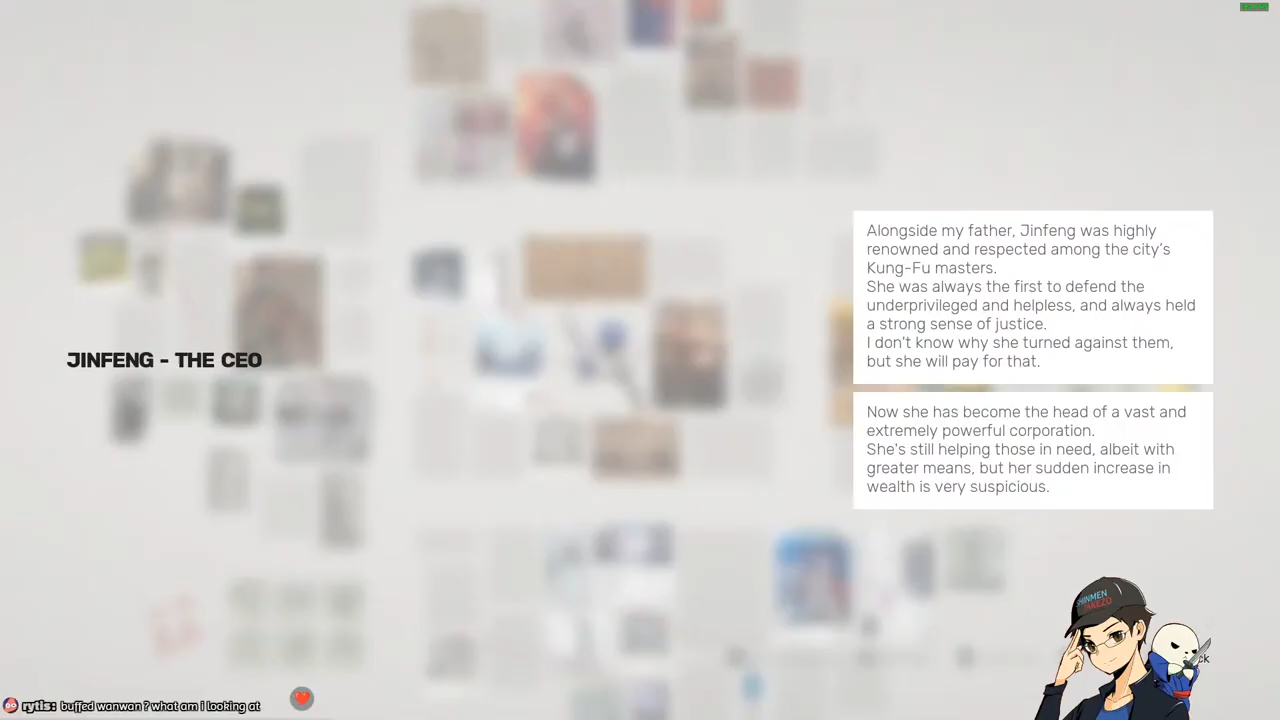 Alongside my father, Jinfeng was highly
renowned and respected among the city’s
Kung-Fu masters.
She was always the first to defend the
underprivileged and helpless, and always held
a strong sense of justice.
I don't know why she turned against them,
but she will pay for that.
JINFENG - THE CEO
Now she has become the head of a vast and
extremely powerful corporation.
She's still helping those in need, albeit with
greater means, but her sudden increase in
wealth is very suspicious.
SHINMEN
TAKEZO
ck
rytls: buffed wanwan ? what am i looking at